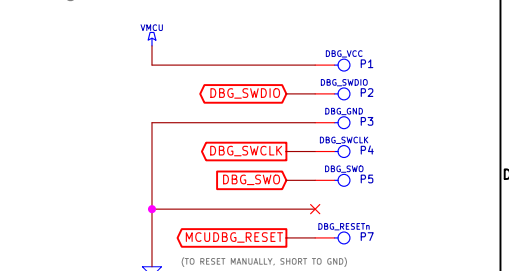 VMCU
DBG_VCC
P1
DBG_SWDIO
DBG_SWDIO
P2
DBG_GND
P3
DBG_SWCLK
DBG_SWCLK
P4
DBG_SWO
DBG_SWO
P5
DBG_RESETn
MCUDBG_RESET
P7
(TO RESET MANUALLY, SHORT TO GND)